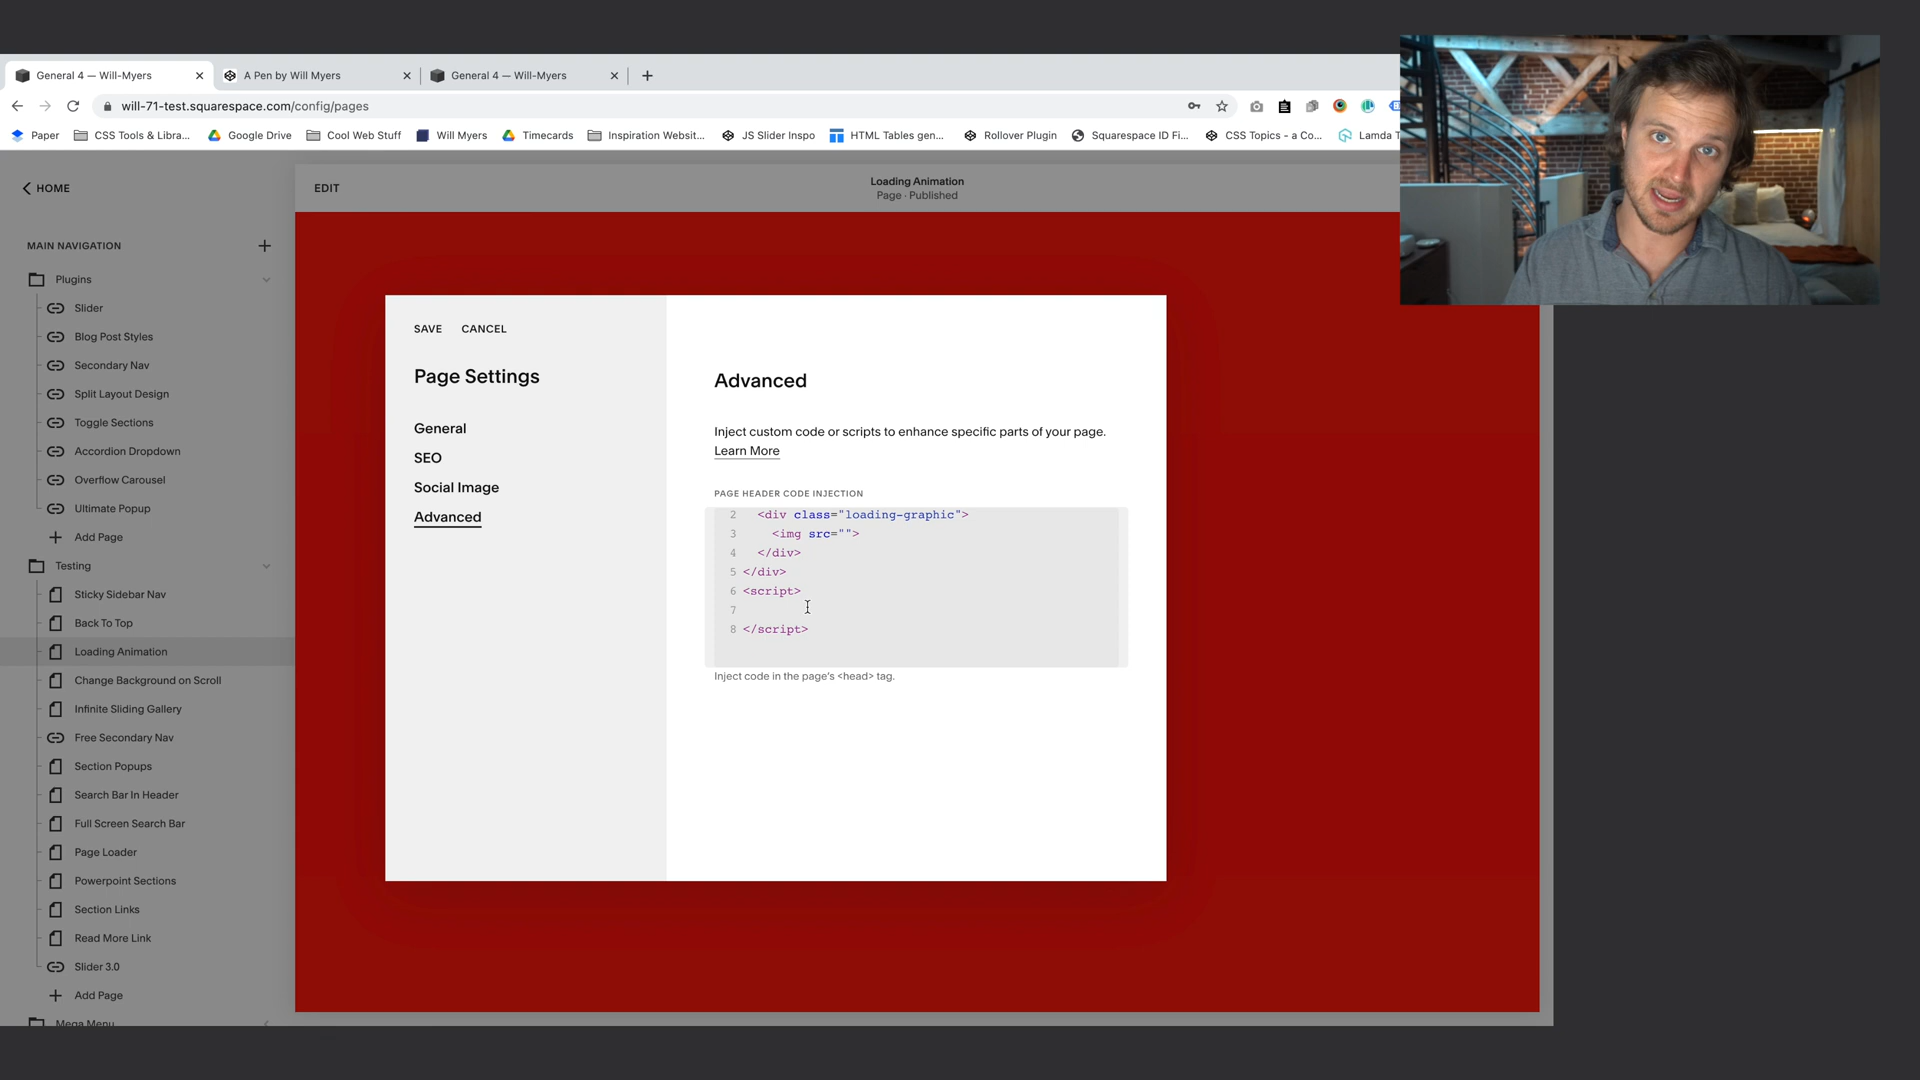 General 4 — Will-Myers
A Pen by Will Myers
General 4 — Will-Myers
will-71-test.squarespace.com/config/pages
Paper
CSS Tools & Libra...
Google Drive
Cool Web Stuff
Will Myers
Timecards
Inspiration Websit...
JS Slider Inspo
HTML Tables gen...
Rollover Plugin
Squarespace ID Fi...
CSS Topics - a Co...
Lamda T
HOME
EDIT
Loading Animation
Page · Published
MAIN NAVIGATION
Plugins
Slider
Blog Post Styles
Secondary Nav
Split Layout Design
Toggle Sections
Accordion Dropdown
Overflow Carousel
Ultimate Popup
Add Page
Testing
Sticky Sidebar Nav
Back To Top
Loading Animation
Change Background on Scroll
Infinite Sliding Gallery
Free Secondary Nav
Section Popups
Search Bar In Header
Full Screen Search Bar
Page Loader
Powerpoint Sections
Section Links
Read More Link
Slider 3.0
Add Page
Mega Menu
SAVE CANCEL
Page Settings
General
SEO
Social Image
Advanced
Advanced
Inject custom code or scripts to enhance specific parts of your page.
Learn More
PAGE HEADER CODE INJECTION
2 <div class="loading-graphic">
3 <img src="">
4 </div>
5 </div>
6 <script>
7
8 </script>
Inject code in the page's <head> tag.